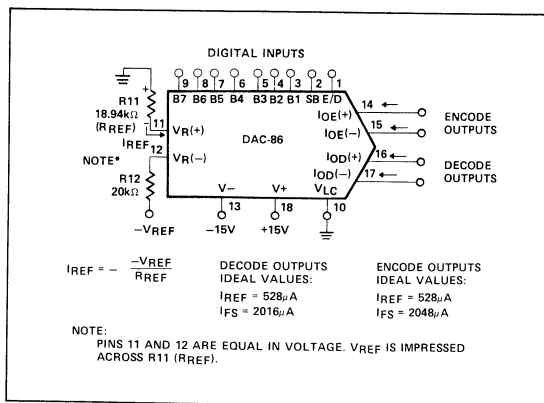 DIGITAL INPUTS
9 8 7 6 5 4 3 2 1
B7 B6 B5 B4 B3 B2 B1 SB E/D
+
R11
18.94kΩ
(RREF)
−
11
VR(+)
IREF
12
VR(−)
NOTE*
R12
20kΩ
−VREF
DAC-86
14
IOE(+)
15
IOE(−)
ENCODE
OUTPUTS
16
IOD(+)
17
IOD(−)
DECODE
OUTPUTS
V− V+ VLC
13 18 10
−15V +15V
IREF = − −VREF / RREF
DECODE OUTPUTS
IDEAL VALUES:
IREF = 528μA
IFS = 2016μA
ENCODE OUTPUTS
IDEAL VALUES:
IREF = 528μA
IFS = 2048μA
NOTE:
PINS 11 AND 12 ARE EQUAL IN VOLTAGE. VREF IS IMPRESSED
ACROSS R11 (RREF).